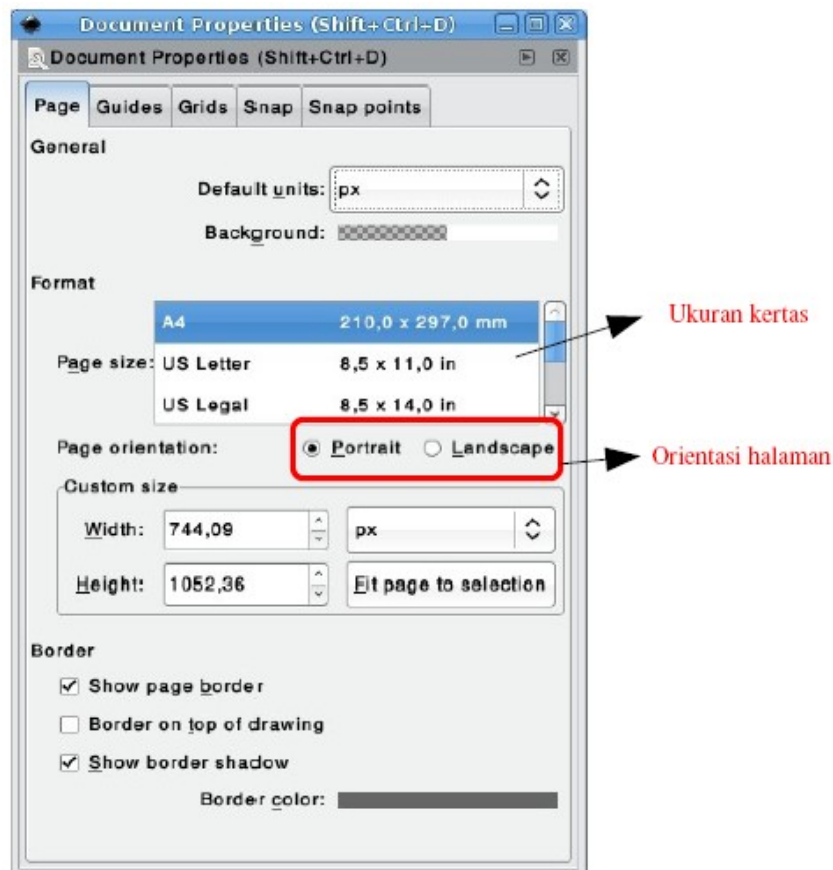 Document Properties (Shift+Ctrl+D)
Document Properties (Shift+Ctrl+D)
Page Guides Grids Snap Snap points
General
Default units: px
Background:
Format
A4 210,0 x 297,0 mm
Ukuran kertas
Page size: US Letter 8,5 x 11,0 in
US Legal 8,5 x 14,0 in
Page orientation: Portrait Landscape
Orientasi halaman
Custom size
Width: 744,09 px
Height: 1052,36 Fit page to selection
Border
Show page border
Border on top of drawing
Show border shadow
Border color: